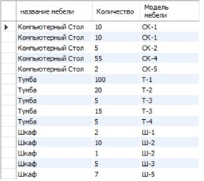 название мебели Количество Модель мебели
Компьютерный Стол 10 СК-1
Компьютерный Стол 10 СК-1
Компьютерный Стол 5 СК-2
Компьютерный Стол 55 СК-4
Компьютерный Стол 2 СК-5
Тумба 100 Т-1
Тумба 20 Т-2
Тумба 5 Т-3
Тумба 15 Т-3
Тумба 5 Т-4
Шкаф 2 Ш-1
Шкаф 10 Ш-2
Шкаф 1 Ш-2
Шкаф 5 Ш-3
Шкаф 7 Ш-5